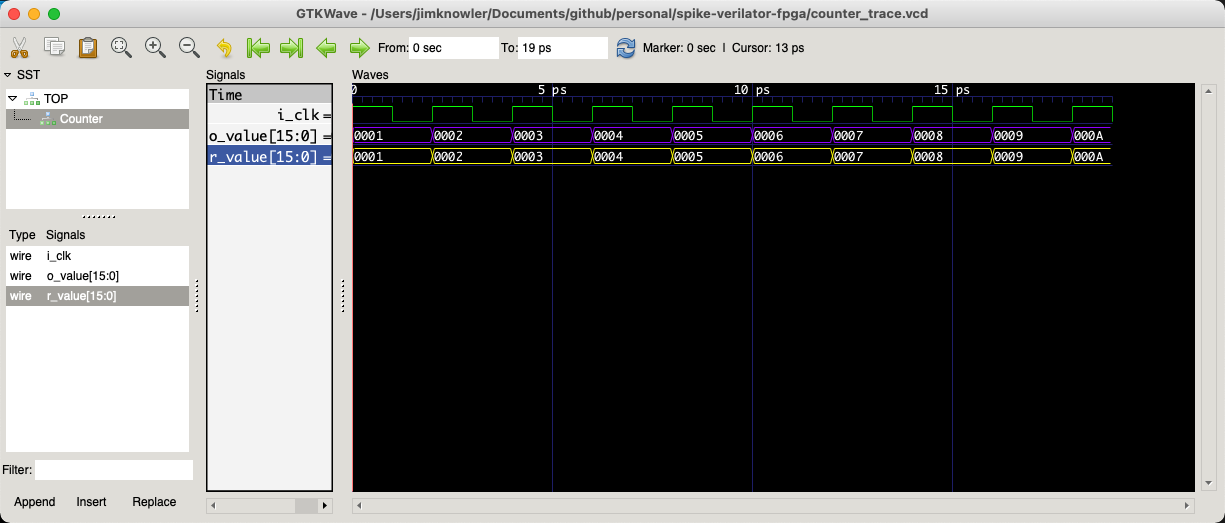 GTKWave - /Users/jimknowler/Documents/github/personal/spike-verilator-fpga/counter_trace.vcd
From: 0 sec To: 19 ps Marker: 0 sec | Cursor: 13 ps
SST
TOP
Counter
Type Signals
wire i_clk
wire o_value[15:0]
wire r_value[15:0]
Filter:
Append Insert Replace
Signals
Time
i_clk =
o_value[15:0] =
r_value[15:0] =
Waves
0 5 ps 10 ps 15 ps
0001 0002 0003 0004 0005 0006 0007 0008 0009 000A
0001 0002 0003 0004 0005 0006 0007 0008 0009 000A